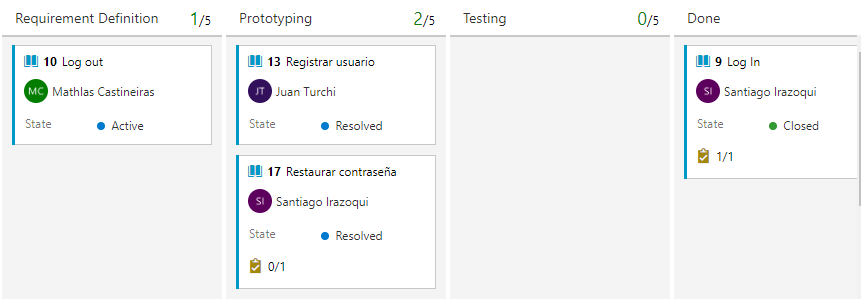 Requirement Definition 1/5
10 Log out
MC Mathlas Castineiras
State Active
Prototyping 2/5
13 Registrar usuario
JT Juan Turchi
State Resolved
17 Restaurar contraseña
SI Santiago Irazoqui
State Resolved
0/1
Testing 0/5
Done
9 Log In
SI Santiago Irazoqui
State Closed
1/1